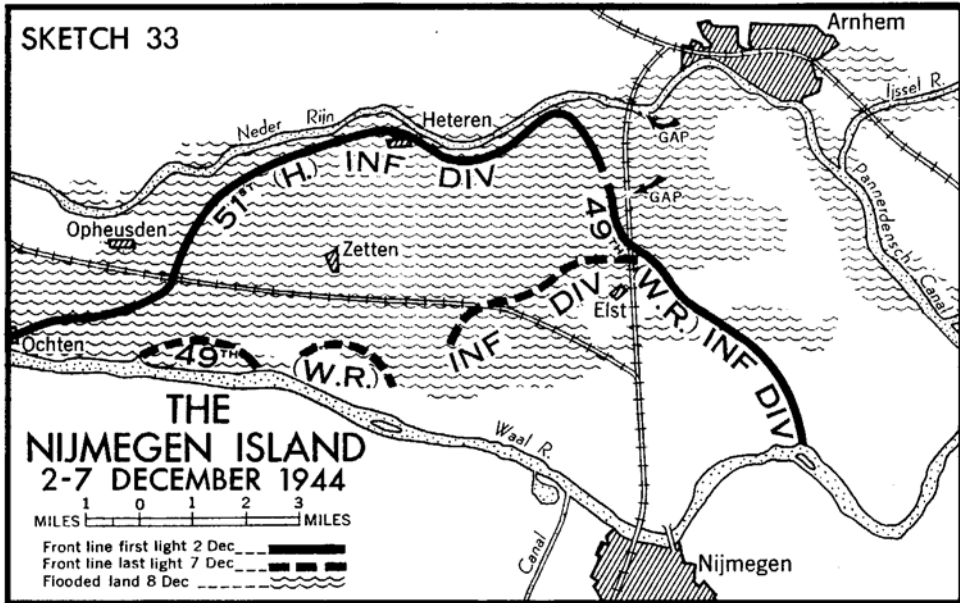 SKETCH 33
Arnhem
Ijssel R.
Neder Rijn
Heteren
GAP
51ST (H.) INF DIV
Pannerdensch Canal
GAP
Opheusden
Zetten
49TH (W.R.) INF DIV
INF DIV
Elst
Ochten
49TH
(W.R.)
Waal R.
THE
NIJMEGEN ISLAND
2-7 DECEMBER 1944
1 0 1 2 3
MILES MILES
Front line first light 2 Dec
Front line last light 7 Dec
Flooded land 8 Dec
Canal
Nijmegen